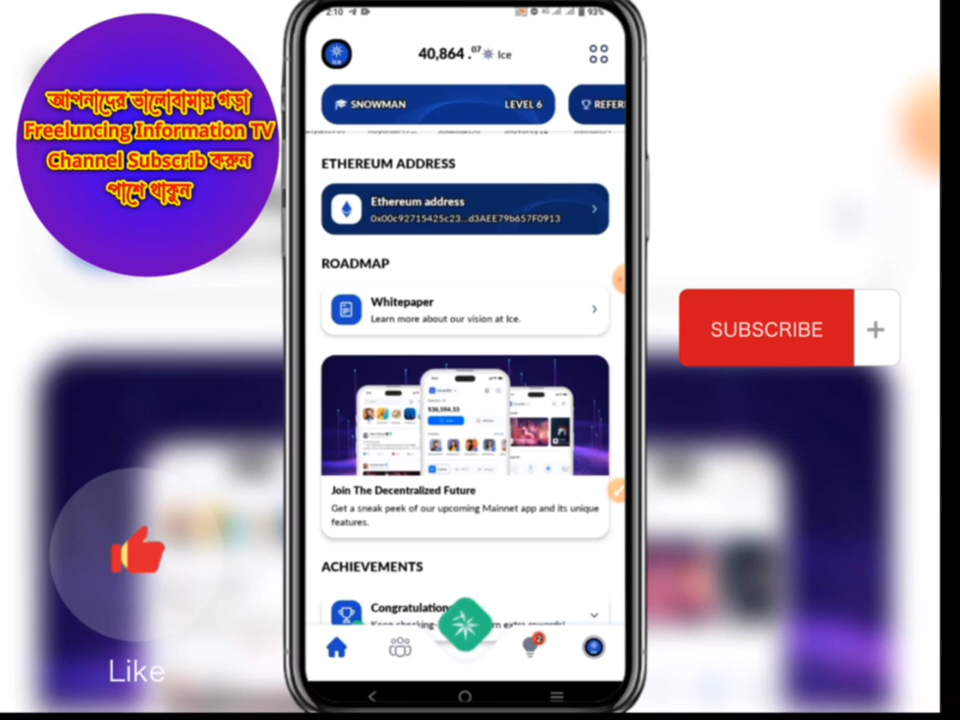 আপনাদের ভালোবাসায় গড়া
Freeluncing Information TV
Channel Subscrib করুন
পাশে থাকুন
2:10
93%
40,864.07 Ice
SNOWMAN LEVEL 6
REFER
ETHEREUM ADDRESS
Ethereum address
0x00c92715425c23...d3AEE79b657F0913
ROADMAP
Whitepaper
Learn more about our vision at Ice.
Join The Decentralized Future
Get a sneak peek of our upcoming Mainnet app and its unique
features.
ACHIEVEMENTS
Congratulation
2
SUBSCRIBE +
Like